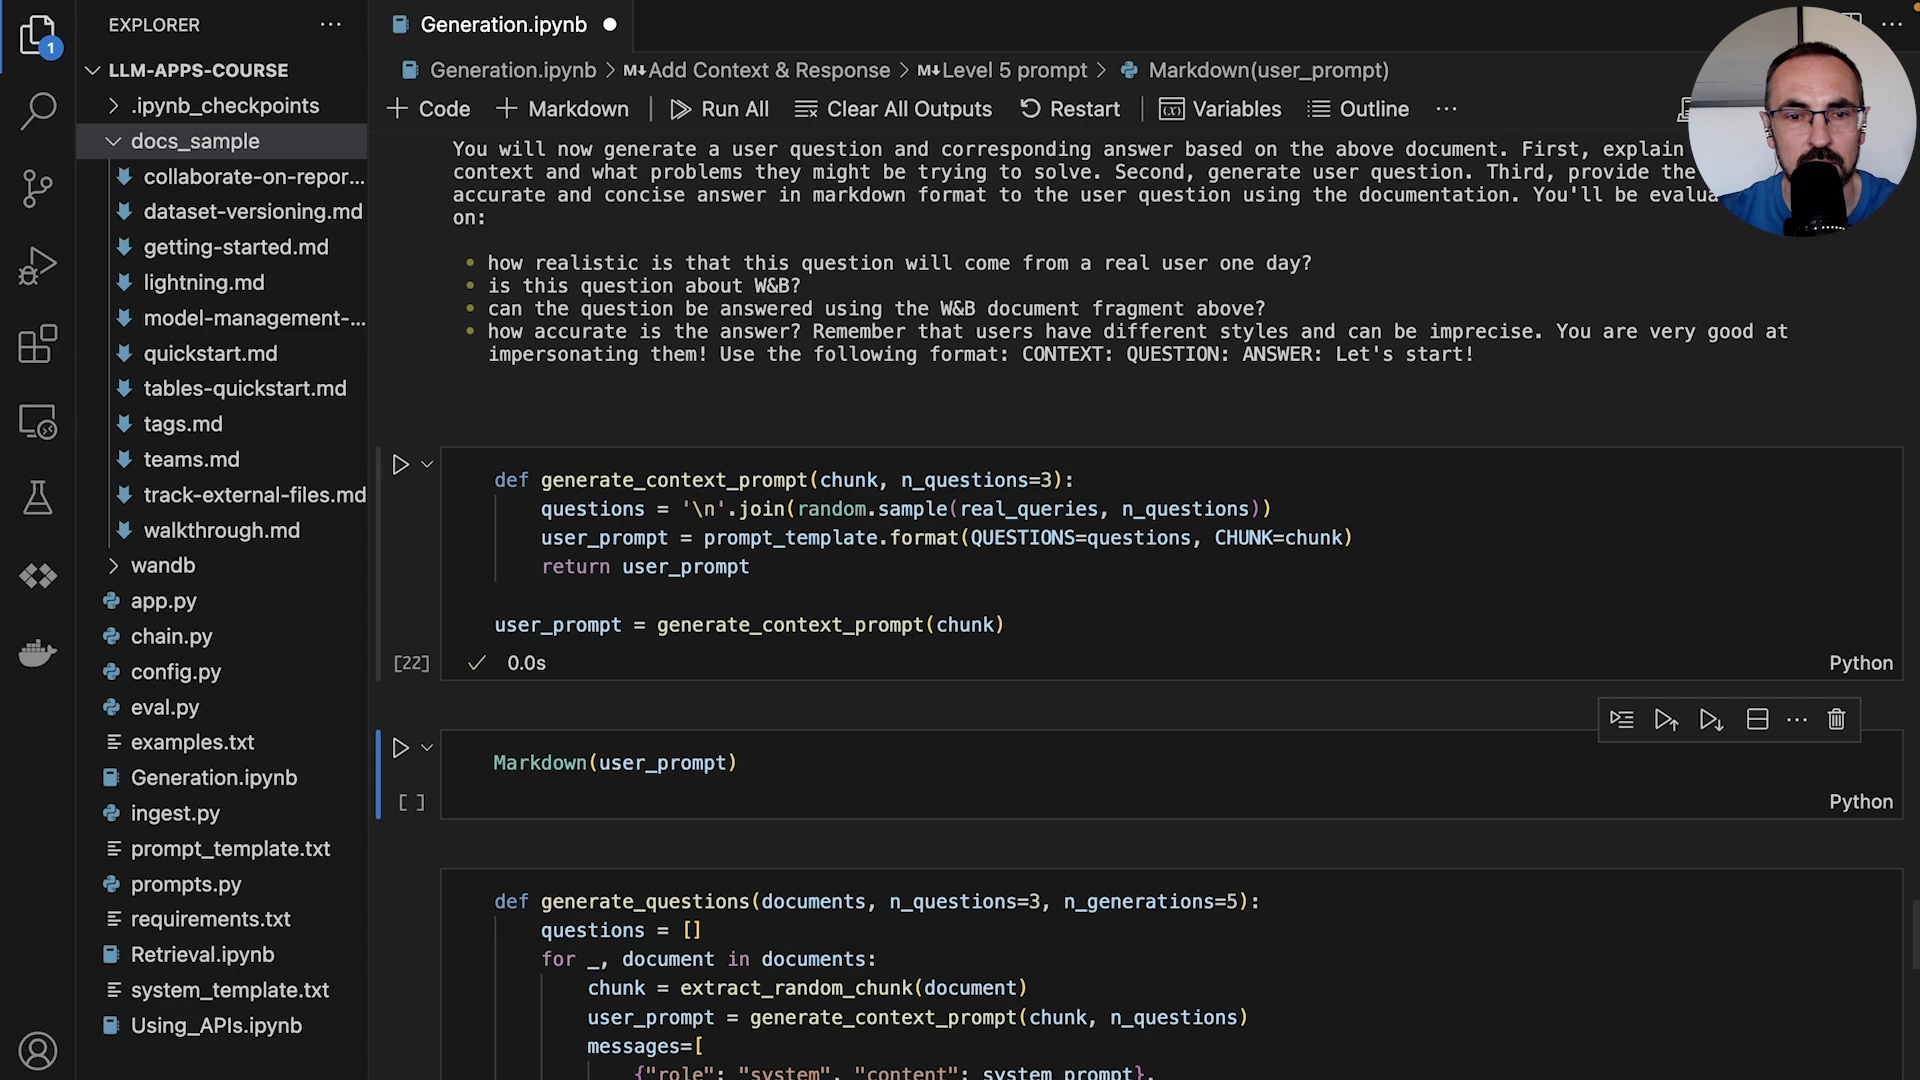 EXPLORER
Generation.ipynb
1
LLM-APPS-COURSE
Generation.ipynb > M↓Add Context & Response > M↓Level 5 prompt > Markdown(user_prompt)
.ipynb_checkpoints
+ Code + Markdown | Run All Clear All Outputs Restart | Variables Outline ...
docs_sample
collaborate-on-repor...
dataset-versioning.md
getting-started.md
lightning.md
model-management-...
quickstart.md
tables-quickstart.md
tags.md
teams.md
track-external-files.md
walkthrough.md
wandb
app.py
chain.py
config.py
eval.py
examples.txt
Generation.ipynb
ingest.py
prompt_template.txt
prompts.py
requirements.txt
Retrieval.ipynb
system_template.txt
Using_APIs.ipynb
You will now generate a user question and corresponding answer based on the above document. First, explain
context and what problems they might be trying to solve. Second, generate user question. Third, provide the
accurate and concise answer in markdown format to the user question using the documentation. You'll be
on:
• how realistic is that this question will come from a real user one day?
• is this question about W&B?
• can the question be answered using the W&B document fragment above?
• how accurate is the answer? Remember that users have different styles and can be imprecise. You are very good at
impersonating them! Use the following format: CONTEXT: QUESTION: ANSWER: Let's start!
def generate_context_prompt(chunk, n_questions=3):
questions = '\n'.join(random.sample(real_queries, n_questions))
user_prompt = prompt_template.format(QUESTIONS=questions, CHUNK=chunk)
return user_prompt
user_prompt = generate_context_prompt(chunk)
[22] ✓ 0.0s
Python
Markdown(user_prompt)
[ ]
Python
def generate_questions(documents, n_questions=3, n_generations=5):
questions = []
for _, document in documents:
chunk = extract_random_chunk(document)
user_prompt = generate_context_prompt(chunk, n_questions)
messages=[
{"role": "system", "content": system_prompt},